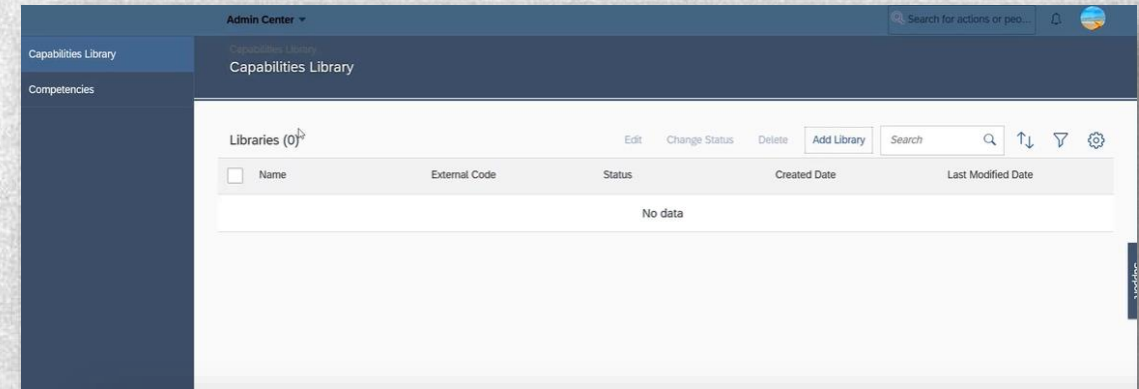 Admin Center
Search for actions or peo...
Capabilities Library
Competencies
Capabilities Library
Capabilities Library
Libraries (0)
Edit Change Status Delete Add Library Search
Name External Code Status Created Date Last Modified Date
No data
Support